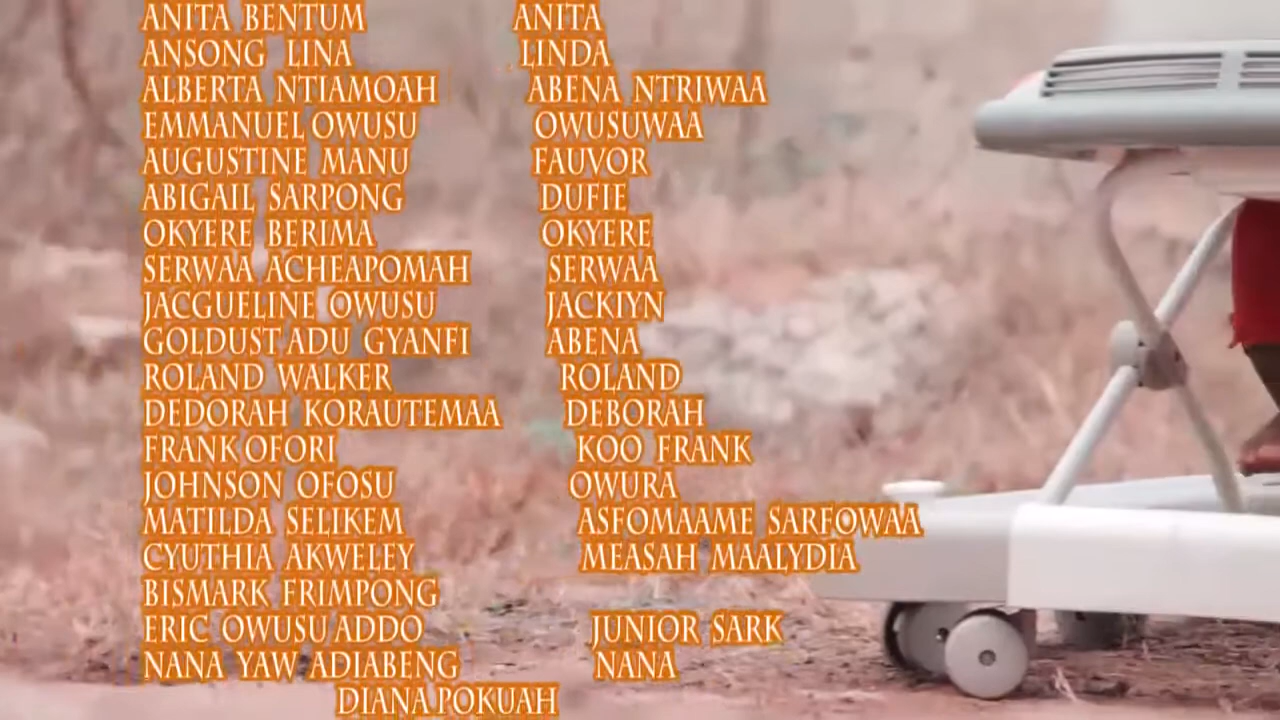 ANITA BENTUM ANITA
ANSONG LINA LINDA
ALBERTA NTIAMOAH ABENA NTRIWAA
EMMANUEL OWUSU OWUSUWAA
AUGUSTINE MANU FAUVOR
ABIGAIL SARPONG DUFIE
OKYERE BERIMA OKYERE
SERWAA ACHEAPOMAH SERWAA
JACGUELINE OWUSU JACKIYN
GOLDUST ADU GYANFI ABENA
ROLAND WALKER ROLAND
DEDORAH KORAUTEMAA DEBORAH
FRANK OFORI KOO FRANK
JOHNSON OFOSU OWURA
MATILDA SELIKEM ASFOMAAME SARFOWAA
CYUTHIA AKWELEY MEASAH MAALYDIA
BISMARK FRIMPONG
ERIC OWUSU ADDO JUNIOR SARK
NANA YAW ADIABENG NANA
DIANA POKUAH